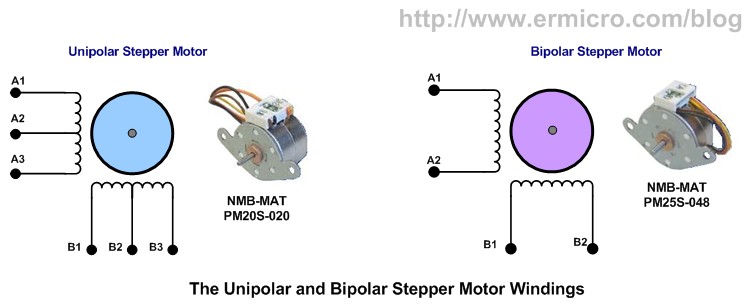 http://www.ermicro.com/blog
Unipolar Stepper Motor
Bipolar Stepper Motor
A1
A2
A3
B1
B2
B3
NMB-MAT
PM20S-020
A1
A2
B1
B2
NMB-MAT
PM25S-048
The Unipolar and Bipolar Stepper Motor Windings